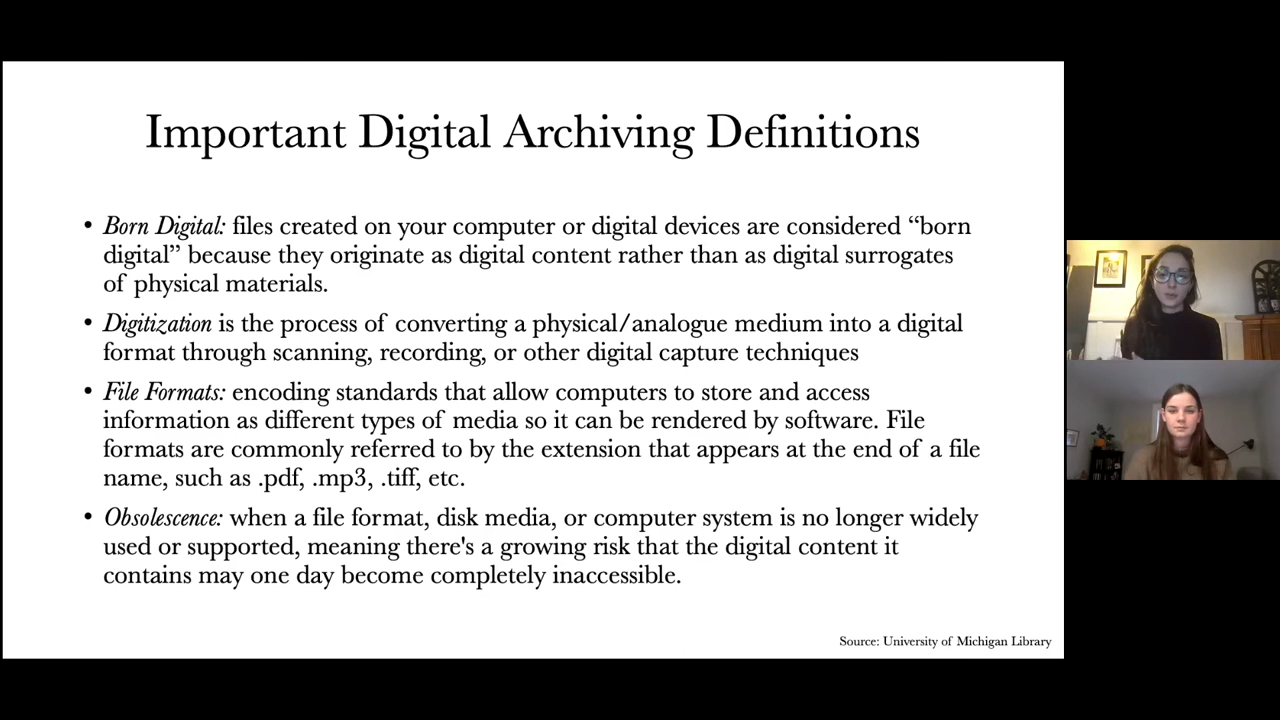 Important Digital Archiving Definitions
• Born Digital: files created on your computer or digital devices are considered “born
digital” because they originate as digital content rather than as digital surrogates
of physical materials.
• Digitization is the process of converting a physical/analogue medium into a digital
format through scanning, recording, or other digital capture techniques
• File Formats: encoding standards that allow computers to store and access
information as different types of media so it can be rendered by software. File
formats are commonly referred to by the extension that appears at the end of a file
name, such as .pdf, .mp3, .tiff, etc.
• Obsolescence: when a file format, disk media, or computer system is no longer widely
used or supported, meaning there's a growing risk that the digital content it
contains may one day become completely inaccessible.
Source: University of Michigan Library